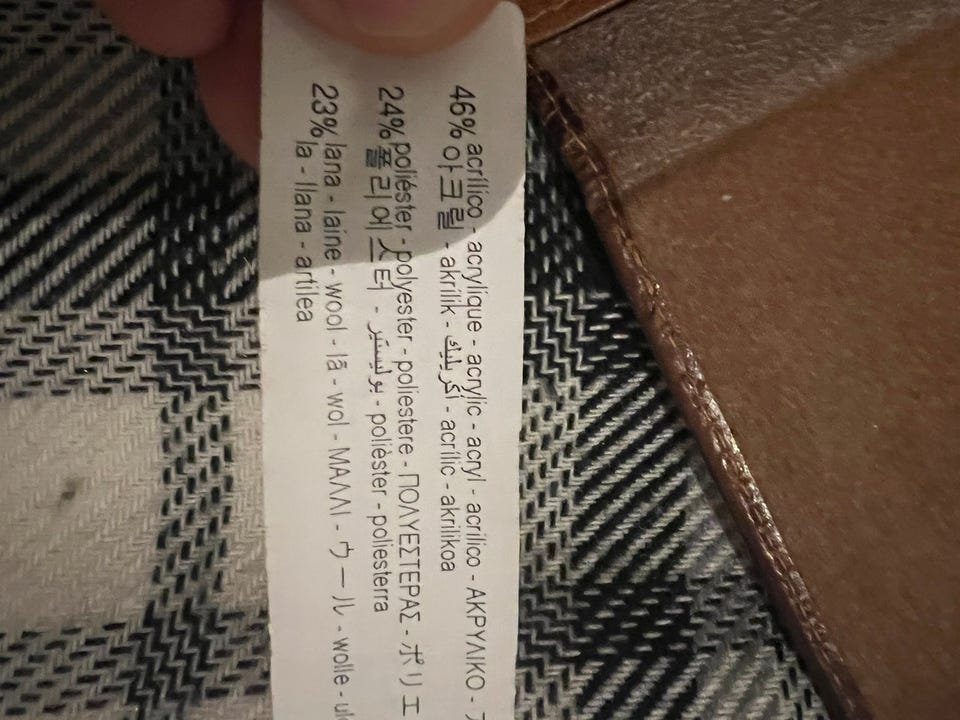 46% acrílico - acrylique - acrylic - acryl - acrilico - ΑΚΡΥΛΙΚΟ -
아크릴 - akrilik - أكريليك - acrílic - akrilikoa
24% poliéster - polyester - poliestere - ΠΟΛΥΕΣΤΕΡΑΣ - ポリエ
폴리에스터 - بوليستير - polièster - poliesterra
23% lana - laine - wool - lã - wol - ΜΑΛΛΙ - ウール - wolle -
la - llana - artilea